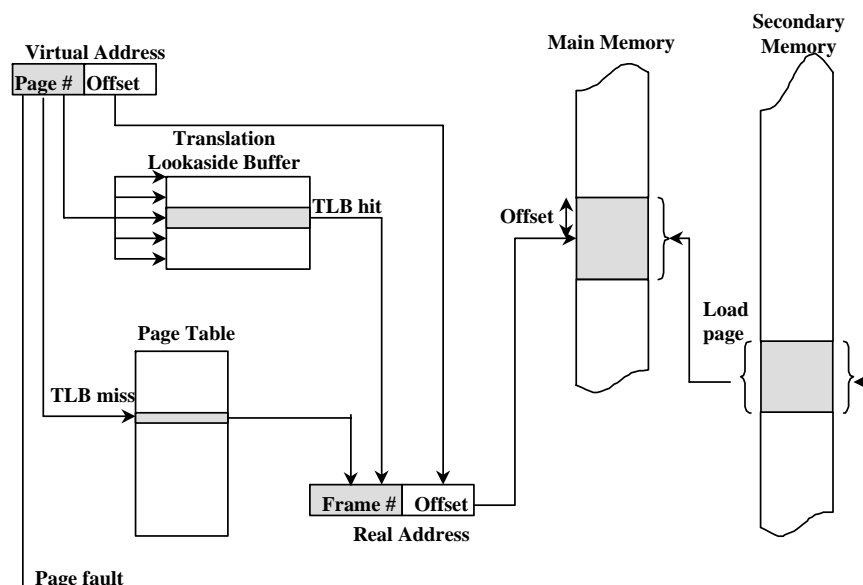 Secondary
Memory
Main Memory
Virtual Address
Page #
Offset
Translation
Lookaside Buffer
TLB hit
Offset
Load
page
Page Table
TLB miss
Frame #
Offset
Real Address
Page fault